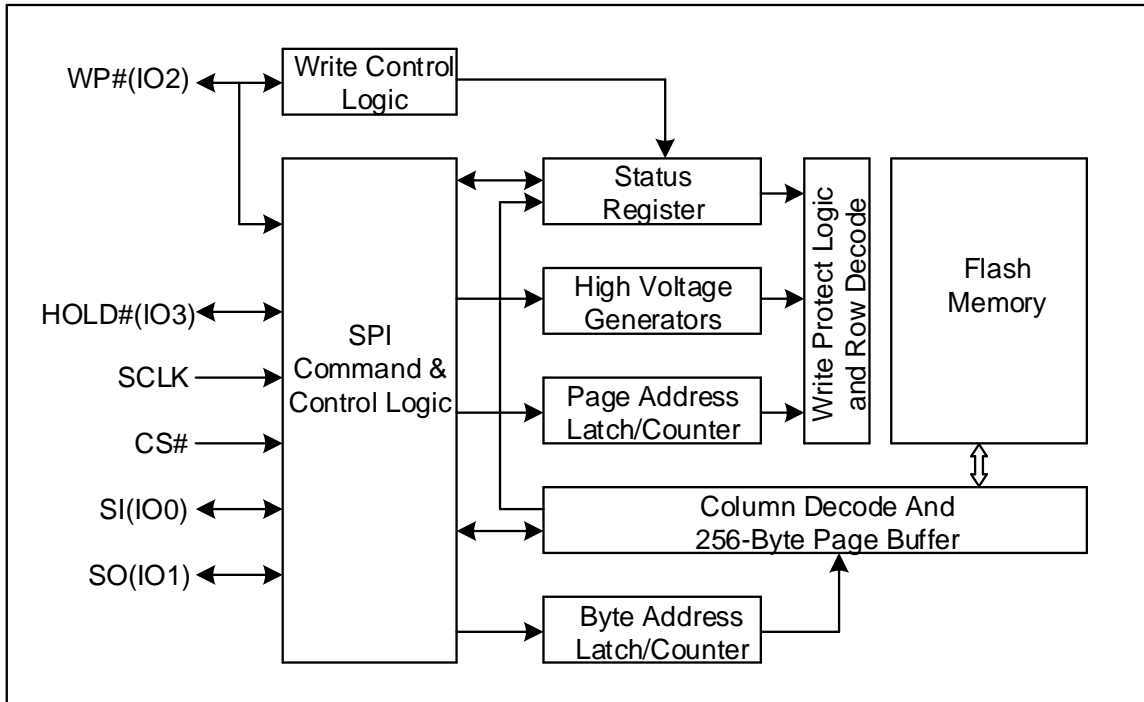 WP#(IO2)
Write Control
Logic
HOLD#(IO3)
SCLK
CS#
SI(IO0)
SO(IO1)
SPI
Command &
Control Logic
Status
Register
High Voltage
Generators
Page Address
Latch/Counter
Write Protect Logic
and Row Decode
Flash
Memory
Column Decode And
256-Byte Page Buffer
Byte Address
Latch/Counter